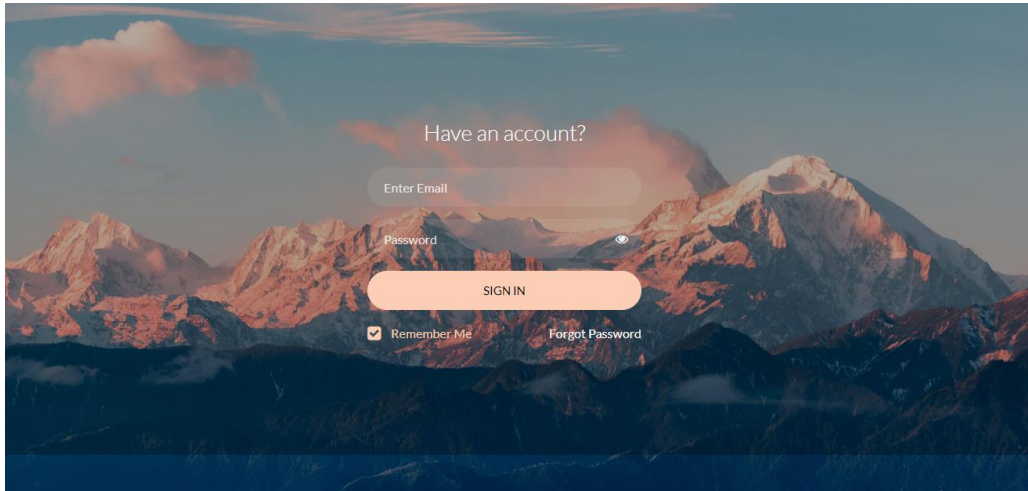 Have an account?
Enter Email
Password
SIGN IN
Remember Me Forgot Password